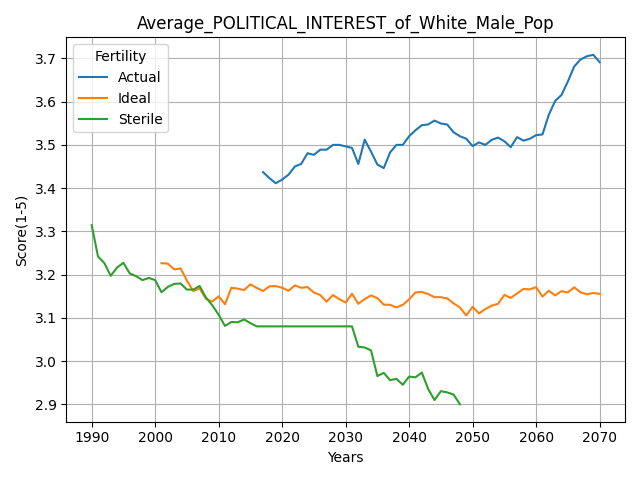 Average_POLITICAL_INTEREST_of_White_Male_Pop
Fertility
Actual
Ideal
Sterile
Score(1-5)
3.7
3.6
3.5
3.4
3.3
3.2
3.1
3.0
2.9
1990 2000 2010 2020 2030 2040 2050 2060 2070
Years